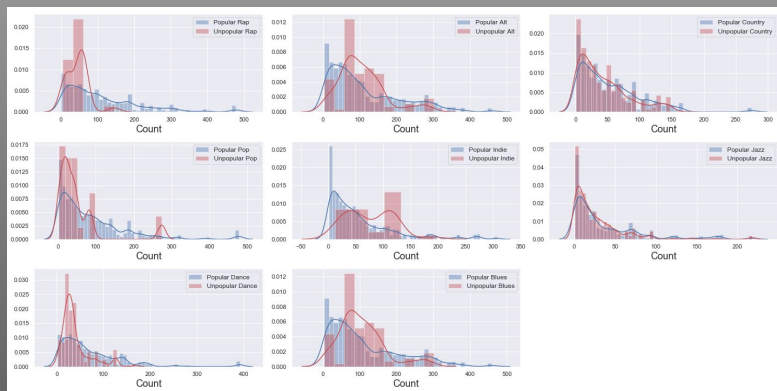 Popular Rap
Unpopular Rap
0.020
0.015
0.010
0.005
0.000
0 100 200 300 400 500
Count
Popular Alt
Unpopular Alt
0.012
0.010
0.008
0.006
0.004
0.002
0.000
0 100 200 300 400 500
Count
Popular Country
Unpopular Country
0.020
0.015
0.010
0.005
0.000
0 100 200 300
Count
Popular Pop
Unpopular Pop
0.0175
0.0150
0.0125
0.0100
0.0075
0.0050
0.0025
0.0000
0 100 200 300 400 500
Count
Popular Indie
Unpopular Indie
0.025
0.020
0.015
0.010
0.005
0.000
−50 0 50 100 150 200 250 300 350
Count
Popular Jazz
Unpopular Jazz
0.05
0.04
0.03
0.02
0.01
0.00
0 50 100 150 200
Count
Popular Dance
Unpopular Dance
0.030
0.025
0.020
0.015
0.010
0.005
0.000
0 100 200 300 400
Count
Popular Blues
Unpopular Blues
0.012
0.010
0.008
0.006
0.004
0.002
0.000
0 100 200 300 400 500
Count